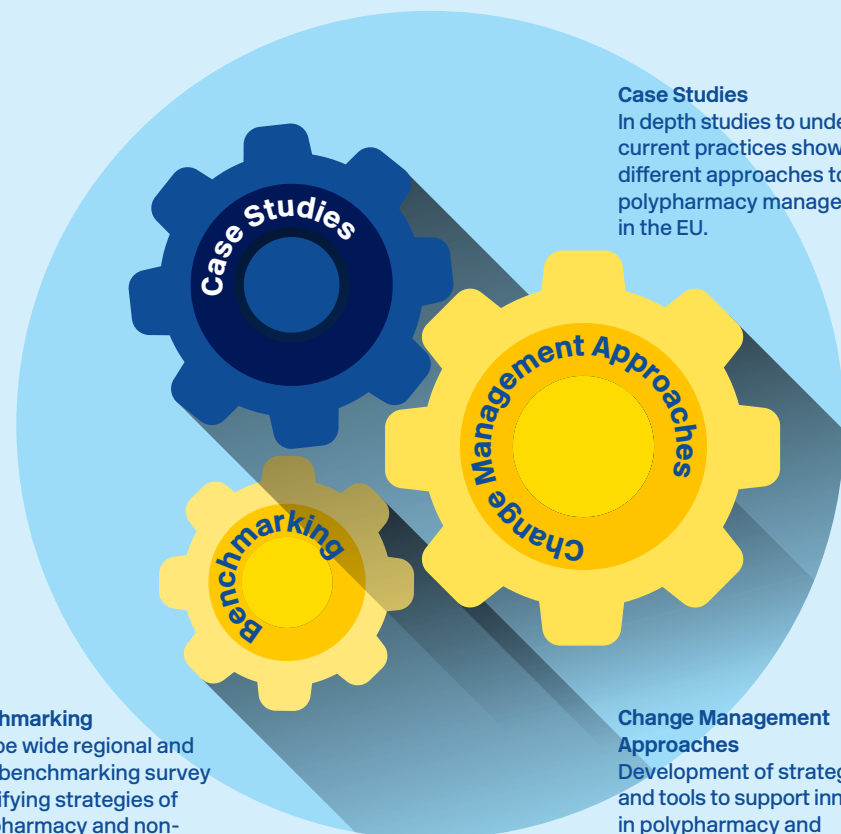 Case Studies
In depth studies to unde
current practices show
different approaches to
polypharmacy manage
in the EU.
Case Studies
Change Management Approaches
Benchmarking
hmarking
pe wide regional and
benchmarking survey
ifying strategies of
harmacy and non-
Change Management
Approaches
Development of strateg
and tools to support inn
in polypharmacy and